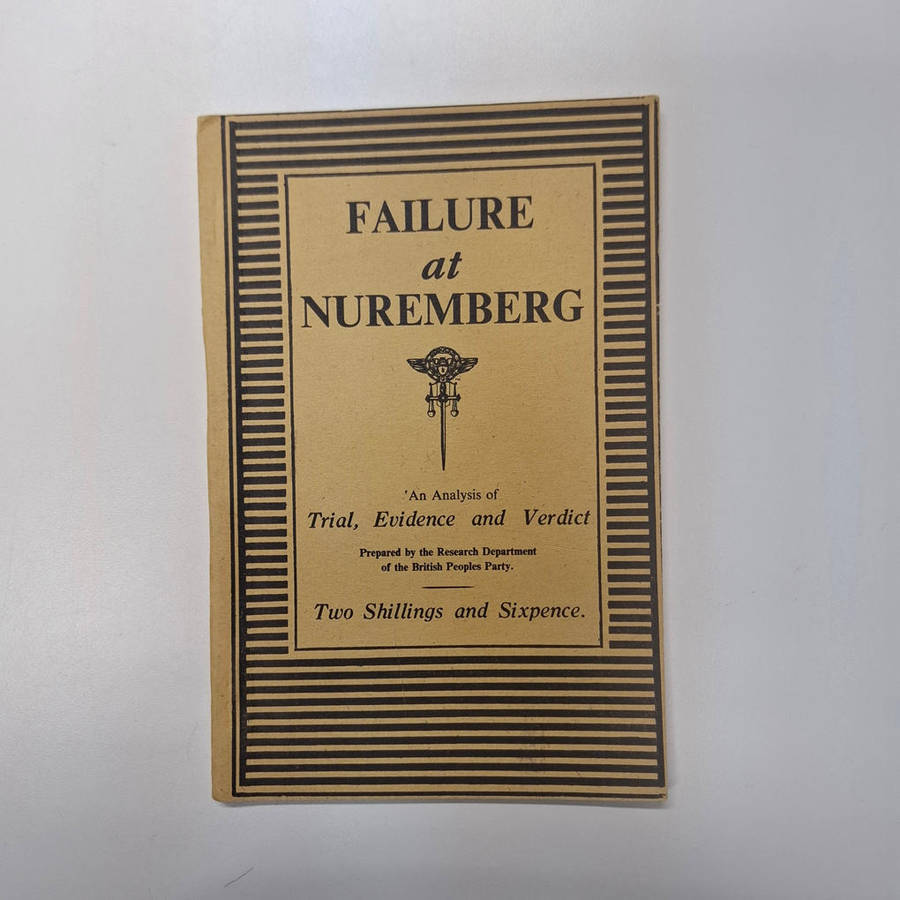 FAILURE
at
NUREMBERG
'An Analysis of
Trial, Evidence and Verdict
Prepared by the Research Department
of the British Peoples Party.
Two Shillings and Sixpence.